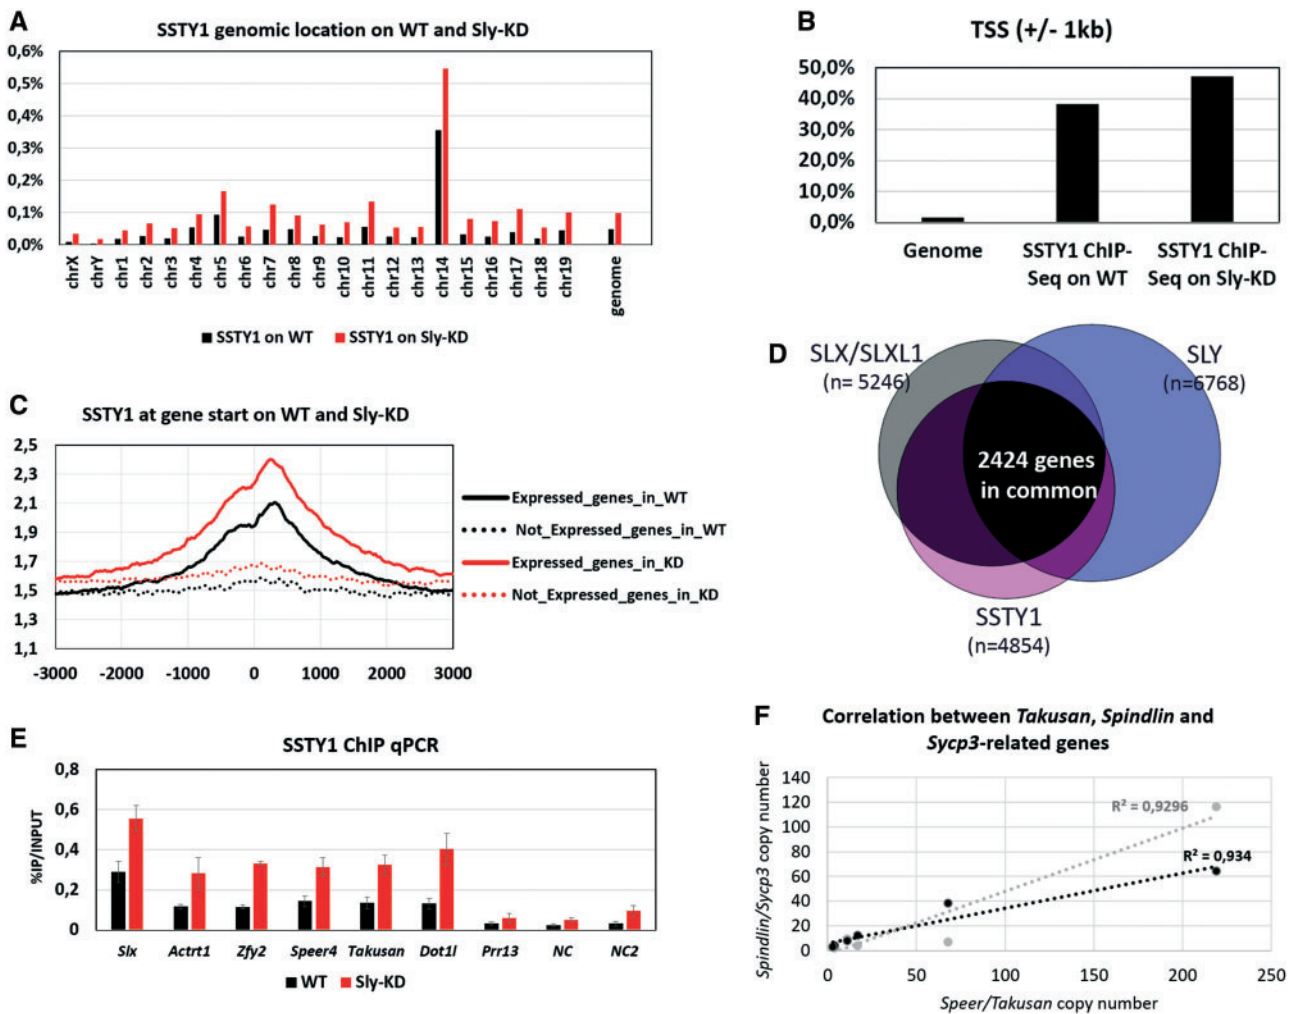 A
SSTY1 genomic location on WT and Sly-KD
0,6%
0,5%
0,4%
0,3%
0,2%
0,1%
0,0%
chrX
chrY
chr1
chr2
chr3
chr4
chr5
chr6
chr7
chr8
chr9
chr10
chr11
chr12
chr13
chr14
chr15
chr16
chr17
chr18
chr19
genome
SSTY1 on WT
SSTY1 on Sly-KD
B
TSS (+/- 1kb)
50,0%
40,0%
30,0%
20,0%
10,0%
0,0%
Genome
SSTY1 ChIP-
Seq on WT
SSTY1 ChIP-
Seq on Sly-KD
C
SSTY1 at gene start on WT and Sly-KD
2,5
2,3
2,1
1,9
1,7
1,5
1,3
1,1
-3000
-2000
-1000
0
1000
2000
3000
Expressed_genes_in_WT
Not_Expressed_genes_in_WT
Expressed_genes_in_KD
Not_Expressed_genes_in_KD
D
SLX/SLXL1
(n= 5246)
SLY
(n=6768)
2424 genes
in common
SSTY1
(n=4854)
E
SSTY1 ChIP qPCR
%IP/INPUT
0,8
0,6
0,4
0,2
0
Slx
Actrt1
Zfy2
Speer4
Takusan
Dot1l
Prr13
NC
NC2
WT
Sly-KD
F
Correlation between Takusan, Spindlin and
Sycp3-related genes
Spindlin/Sycp3 copy number
140
120
100
80
60
40
20
0
R² = 0,9296
R² = 0,934
0
50
100
150
200
250
Speer/Takusan copy number